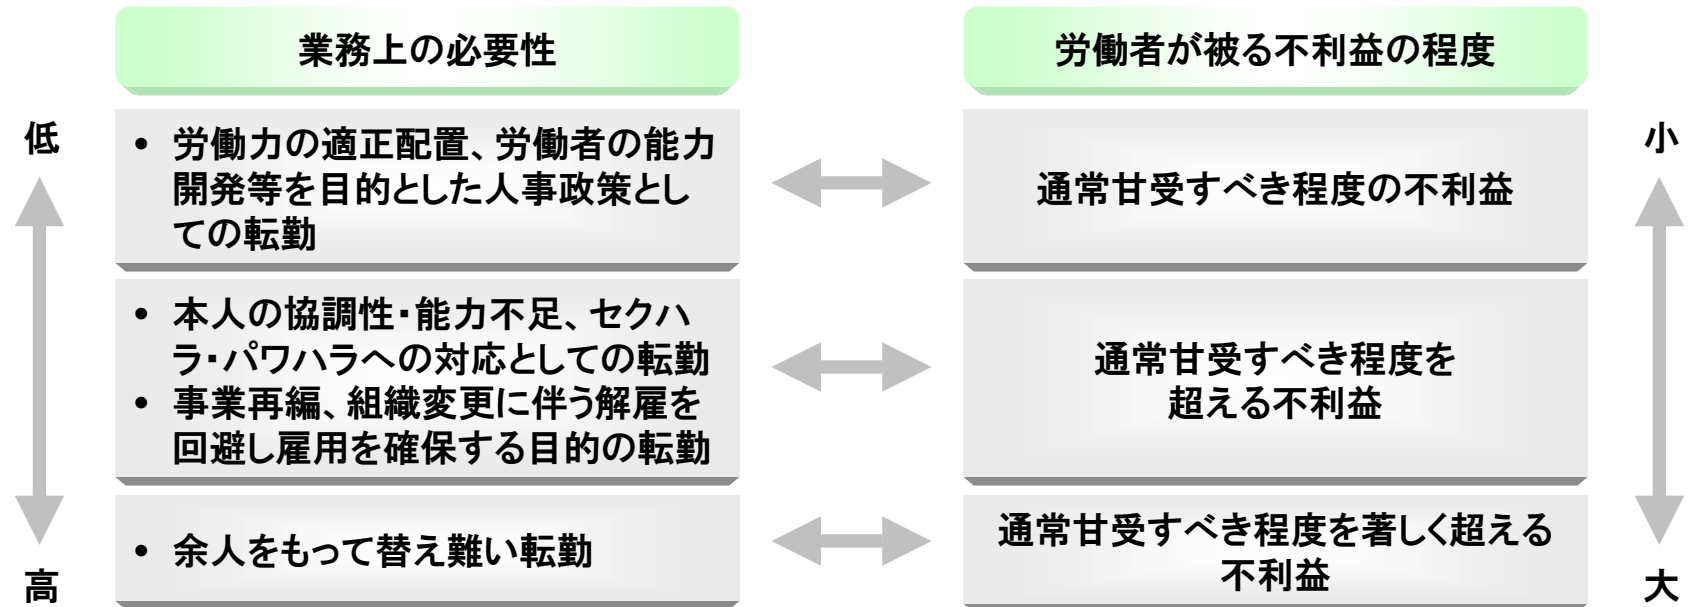 業務上の必要性
労働者が被る不利益の程度
低
• 労働力の適正配置、労働者の能力
開発等を目的とした人事政策とし
ての転勤
通常甘受すべき程度の不利益
小
• 本人の協調性・能力不足、セクハ
ラ・パワハラへの対応としての転勤
• 事業再編、組織変更に伴う解雇を
回避し雇用を確保する目的の転勤
通常甘受すべき程度を
超える不利益
高
• 余人をもって替え難い転勤
通常甘受すべき程度を著しく超える
不利益
大